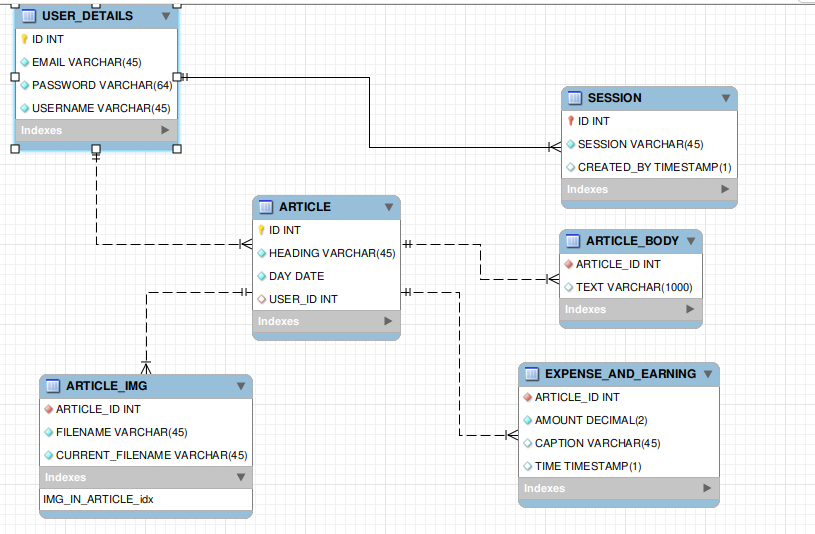 USER_DETAILS
ID INT
EMAIL VARCHAR(45)
PASSWORD VARCHAR(64)
USERNAME VARCHAR(45)
Indexes
SESSION
ID INT
SESSION VARCHAR(45)
CREATED_BY TIMESTAMP(1)
Indexes
ARTICLE
ID INT
HEADING VARCHAR(45)
DAY DATE
USER_ID INT
Indexes
ARTICLE_BODY
ARTICLE_ID INT
TEXT VARCHAR(1000)
Indexes
ARTICLE_IMG
ARTICLE_ID INT
FILENAME VARCHAR(45)
CURRENT_FILENAME VARCHAR(45)
Indexes
IMG_IN_ARTICLE_idx
EXPENSE_AND_EARNING
ARTICLE_ID INT
AMOUNT DECIMAL(2)
CAPTION VARCHAR(45)
TIME TIMESTAMP(1)
Indexes